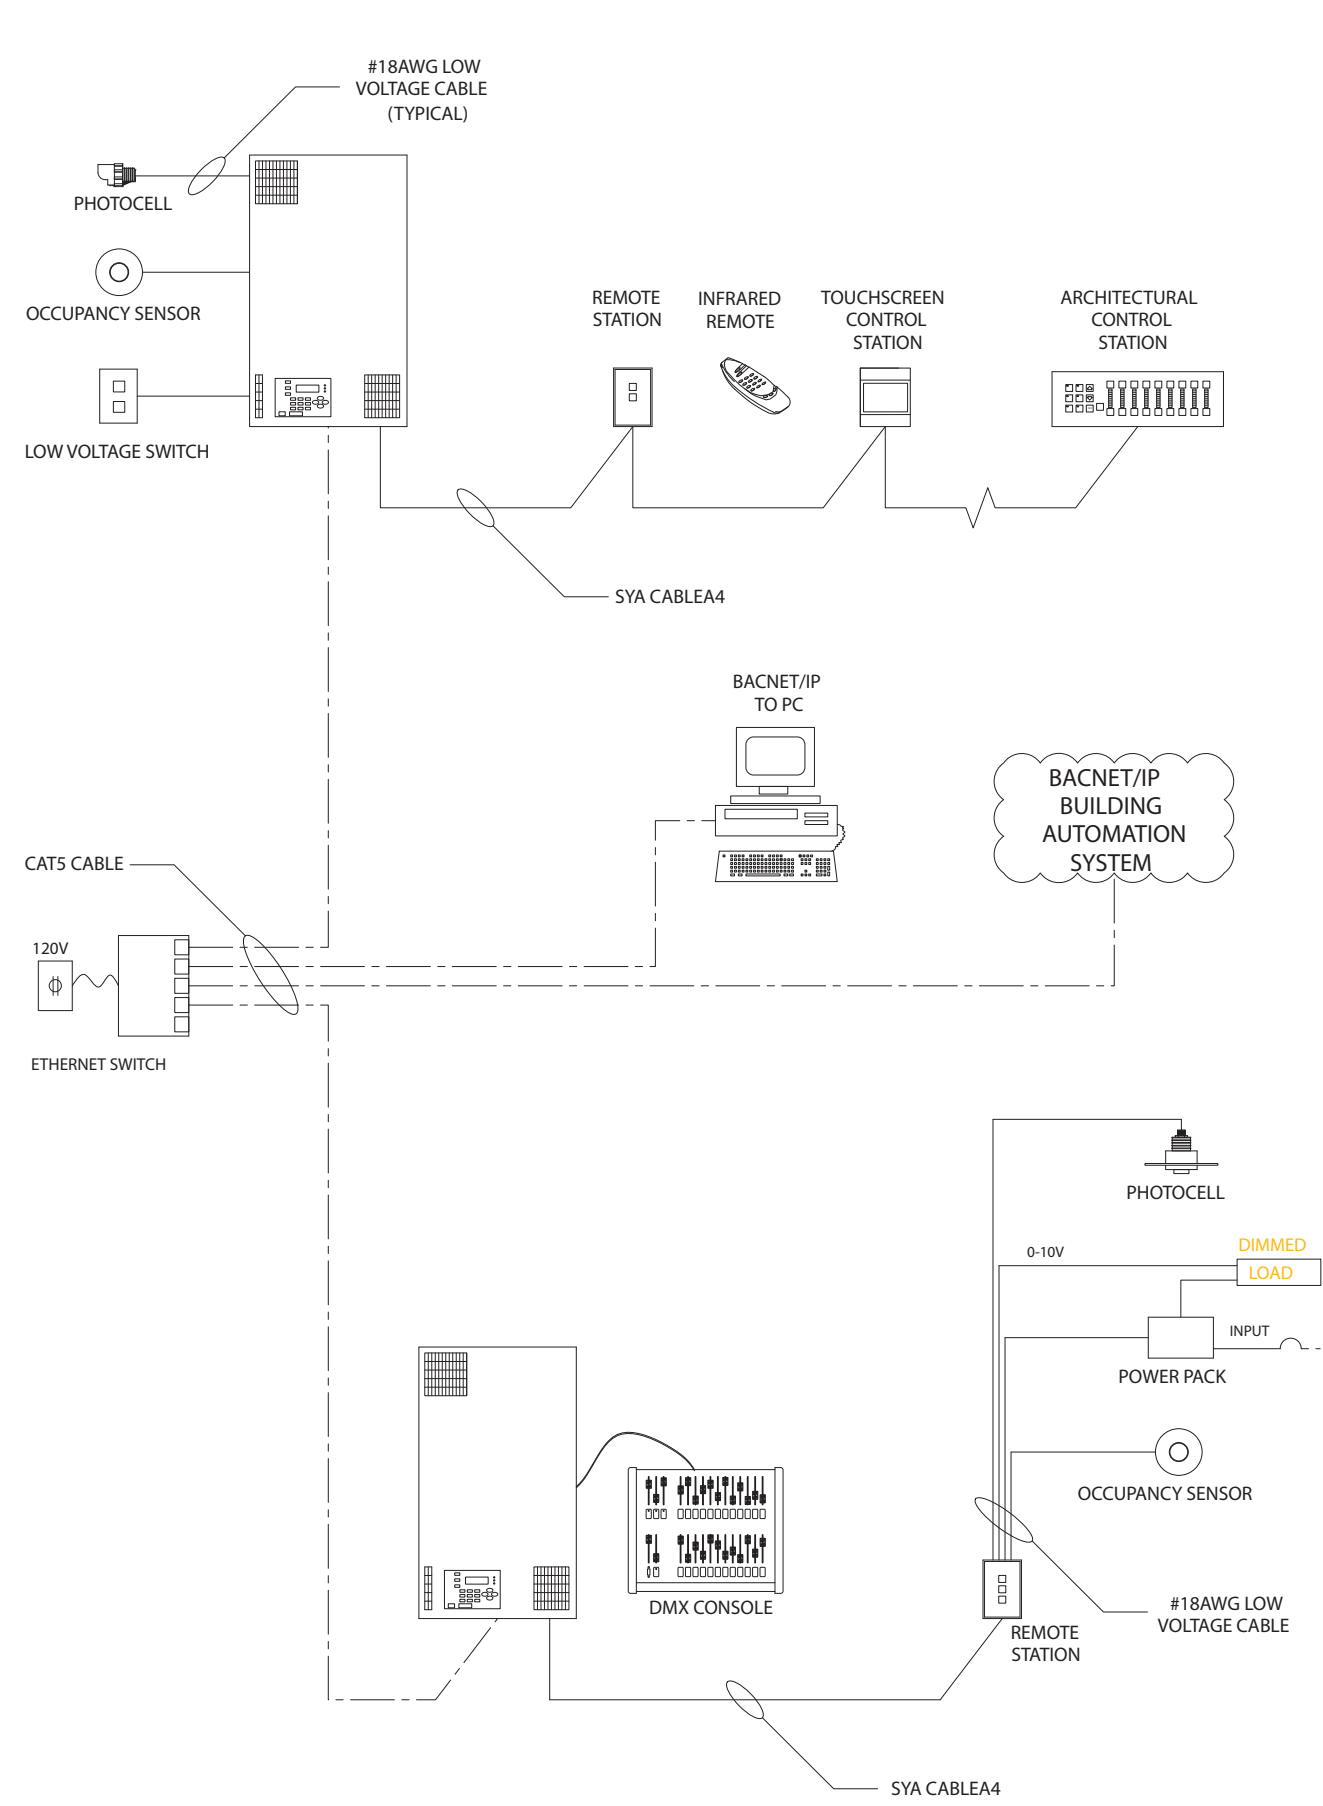 #18AWG LOW
VOLTAGE CABLE
(TYPICAL)
PHOTOCELL
OCCUPANCY SENSOR
LOW VOLTAGE SWITCH
REMOTE
STATION
INFRARED
REMOTE
TOUCHSCREEN
CONTROL
STATION
ARCHITECTURAL
CONTROL
STATION
SYA CABLEA4
BACNET/IP
TO PC
BACNET/IP
BUILDING
AUTOMATION
SYSTEM
CAT5 CABLE
120V
ETHERNET SWITCH
PHOTOCELL
0-10V
DIMMED
LOAD
INPUT
POWER PACK
OCCUPANCY SENSOR
DMX CONSOLE
#18AWG LOW
VOLTAGE CABLE
REMOTE
STATION
SYA CABLEA4